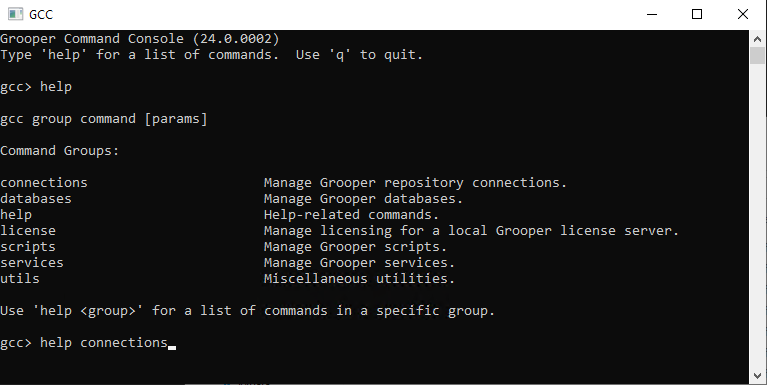 GCC
Grooper Command Console (24.0.0002)
Type 'help' for a list of commands.  Use 'q' to quit.
gcc> help
gcc group command [params]
Command Groups:
connections                      Manage Grooper repository connections.
databases                        Manage Grooper databases.
help                             Help-related commands.
license                          Manage licensing for a local Grooper license server.
scripts                          Manage Grooper scripts.
services                         Manage Grooper services.
utils                            Miscellaneous utilities.
Use 'help <group>' for a list of commands in a specific group.
gcc> help connections